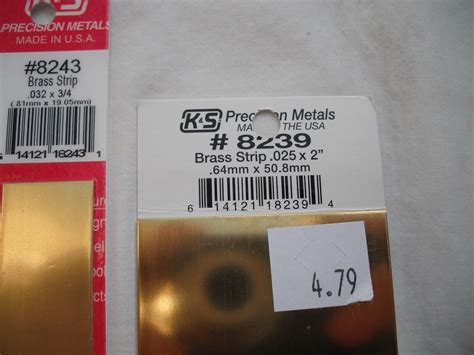 PRECISION METALS
MADE IN U.S.A.
#8243
Brass Strip
.032 x 3/4
(.81mm x 19.05mm)
14121 18243 1
K&S Precision Metals
THE USA
# 8239
Brass Strip .025 x 2”
.64mm x 50.8mm
6 14121 18239 4
4.79